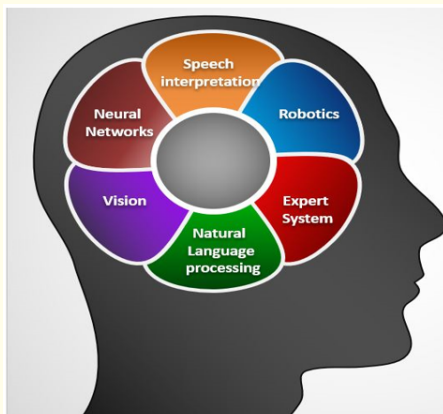 Speech
interpretation
Neural
Networks
Robotics
Vision
Expert
System
Natural
Language
processing